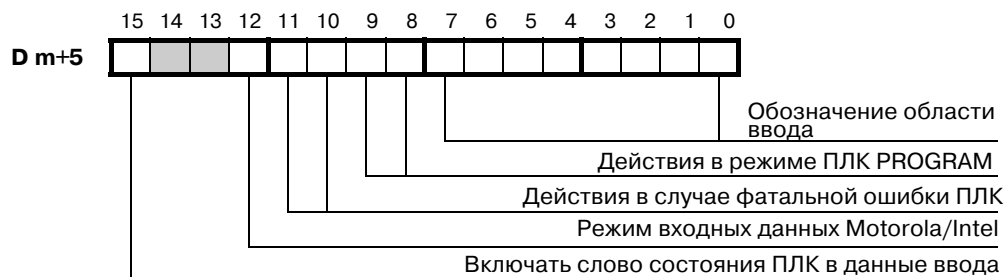 15 14 13 12 11 10 9 8 7 6 5 4 3 2 1 0
D m+5
Обозначение области
ввода
Действия в режиме ПЛК PROGRAM
Действия в случае фатальной ошибки ПЛК
Режим входных данных Motorola/Intel
Включать слово состояния ПЛК в данные ввода